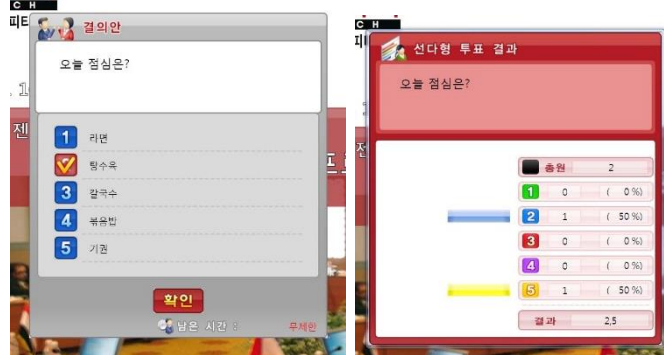 C H
피터
결의안
오늘 점심은?
1 라면
탕수육
3 칼국수
4 볶음밥
5 기권
확인
남은 시간 :
무제한
C H
선다형 투표 결과
오늘 점심은?
총원 2
1 0 ( 0 %)
2 1 ( 50 %)
3 0 ( 0 %)
4 0 ( 0 %)
5 1 ( 50 %)
결과 2,5